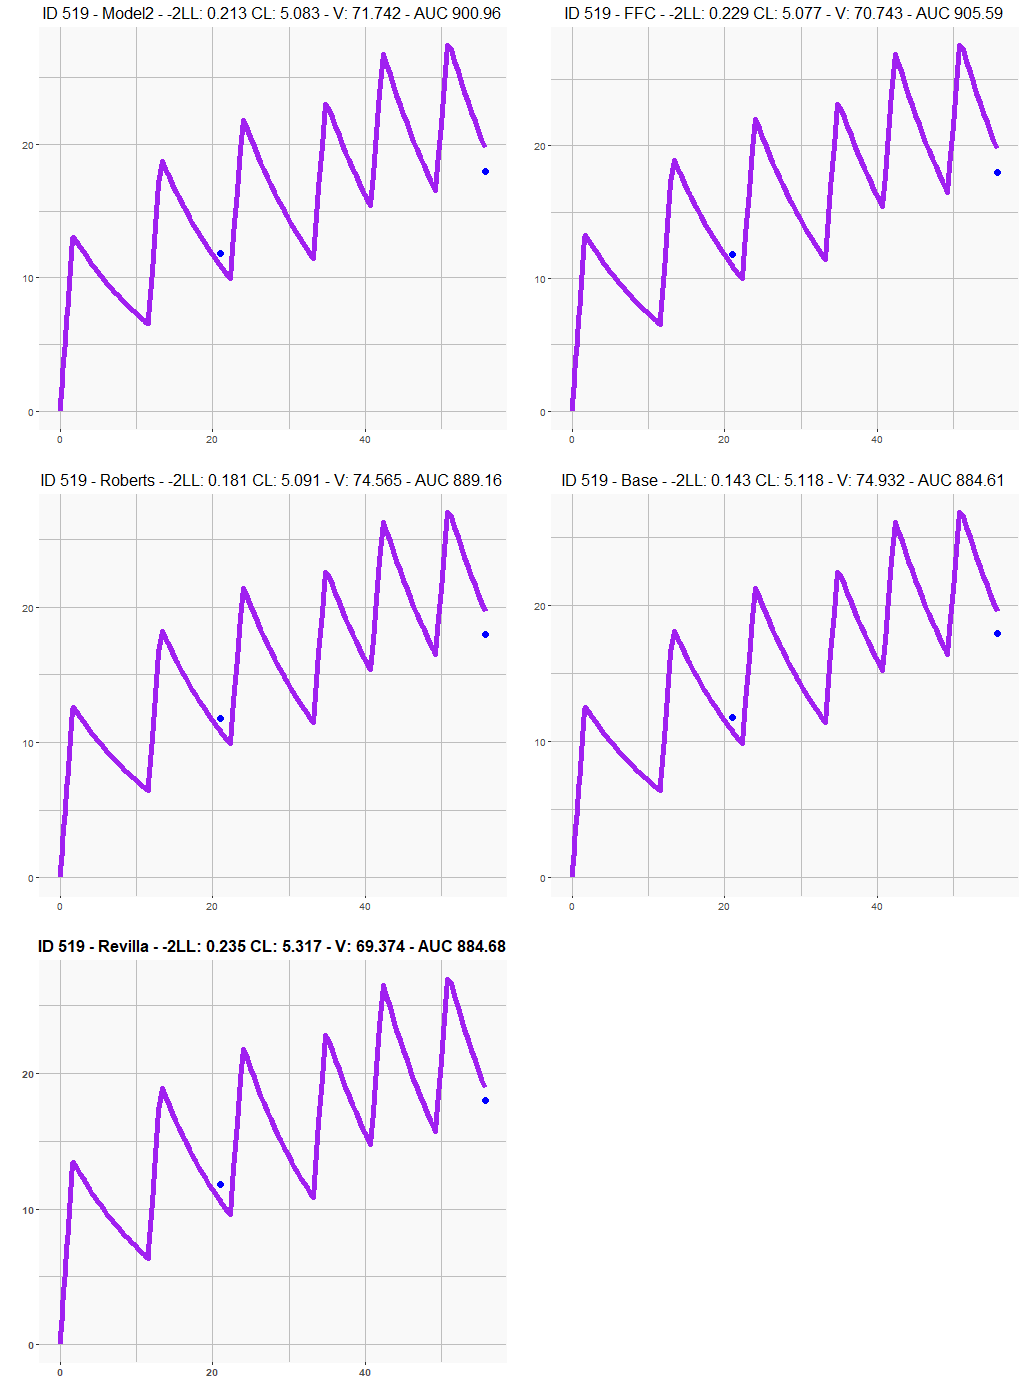 ID 519 - Model2 - -2LL: 0.213 CL: 5.083 - V: 71.742 - AUC 900.96
20
10
0
0 20 40
ID 519 - FFC - -2LL: 0.229 CL: 5.077 - V: 70.743 - AUC 905.59
20
10
0
0 20 40
ID 519 - Roberts - -2LL: 0.181 CL: 5.091 - V: 74.565 - AUC 889.16
20
10
0
0 20 40
ID 519 - Base - -2LL: 0.143 CL: 5.118 - V: 74.932 - AUC 884.61
20
10
0
0 20 40
ID 519 - Revilla - -2LL: 0.235 CL: 5.317 - V: 69.374 - AUC 884.68
20
10
0
0 20 40